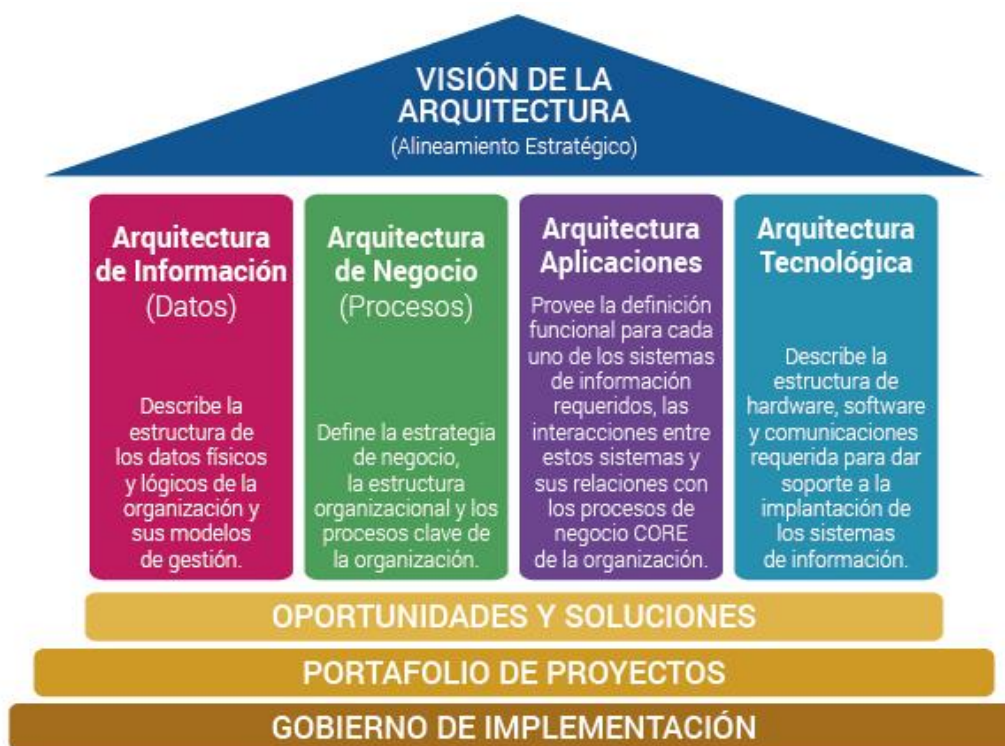 VISIÓN DE LA
ARQUITECTURA
(Alineamiento Estratégico)
Arquitectura
de Información
(Datos)
Describe la
estructura de
los datos físicos
y lógicos de la
organización y
sus modelos
de gestión.
Arquitectura
de Negocio
(Procesos)
Define la estrategia
de negocio,
la estructura
organizacional y los
procesos clave de
la organización.
Arquitectura
Aplicaciones
Provee la definición
funcional para cada
uno de los sistemas
de información
requeridos, las
interacciones entre
estos sistemas y
sus relaciones con
los procesos de
negocio CORE
de la organización.
Arquitectura
Tecnológica
Describe la
estructura de
hardware, software
y comunicaciones
requerida para dar
soporte a la
implantación de
los sistemas
de información.
OPORTUNIDADES Y SOLUCIONES
PORTAFOLIO DE PROYECTOS
GOBIERNO DE IMPLEMENTACIÓN